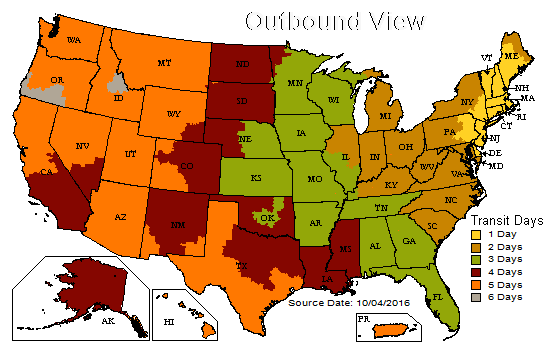 Outbound View
WA
MT
ND
MN
ME
VT
OR
ID
SD
WI
NY
NH
MA
WY
MI
RI
CT
NV
NE
IA
PA
NJ
UT
CO
IL
IN
OH
DE
MD
CA
KS
MO
WV
VA
KY
AZ
NM
OK
AR
TN
NC
SC
TX
LA
MS
AL
GA
FL
AK
HI
PR
Transit Days
1 Day
2 Days
3 Days
4 Days
5 Days
6 Days
Source Date: 10/04/2016